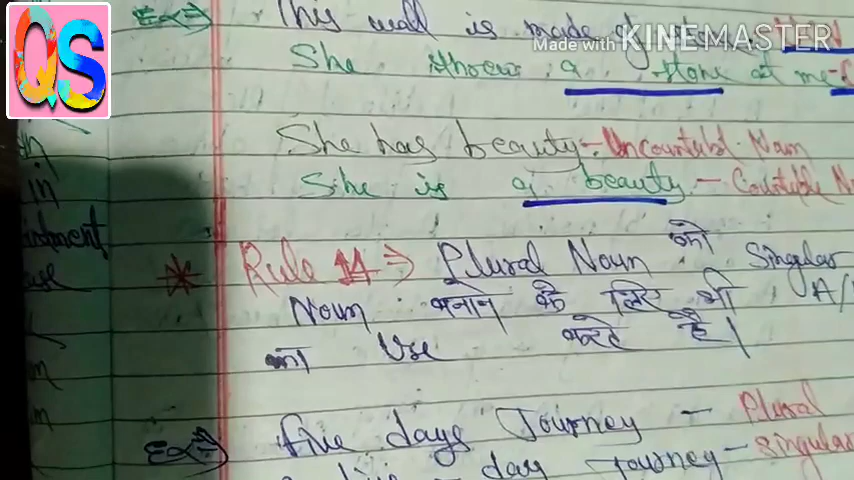 QS
Made with KINEMASTER
Ex⇒ This wall is made of
She throws a stone at me -
She has beauty - Uncountabl. Noun
She is a beauty - Countable N
* Rule 14 ⇒ Plural Noun को Singular
Noun बनाने के लिए भी A/
का Use करते है।
Ex⇒ five days Journey - Plural
day Journey - Singular